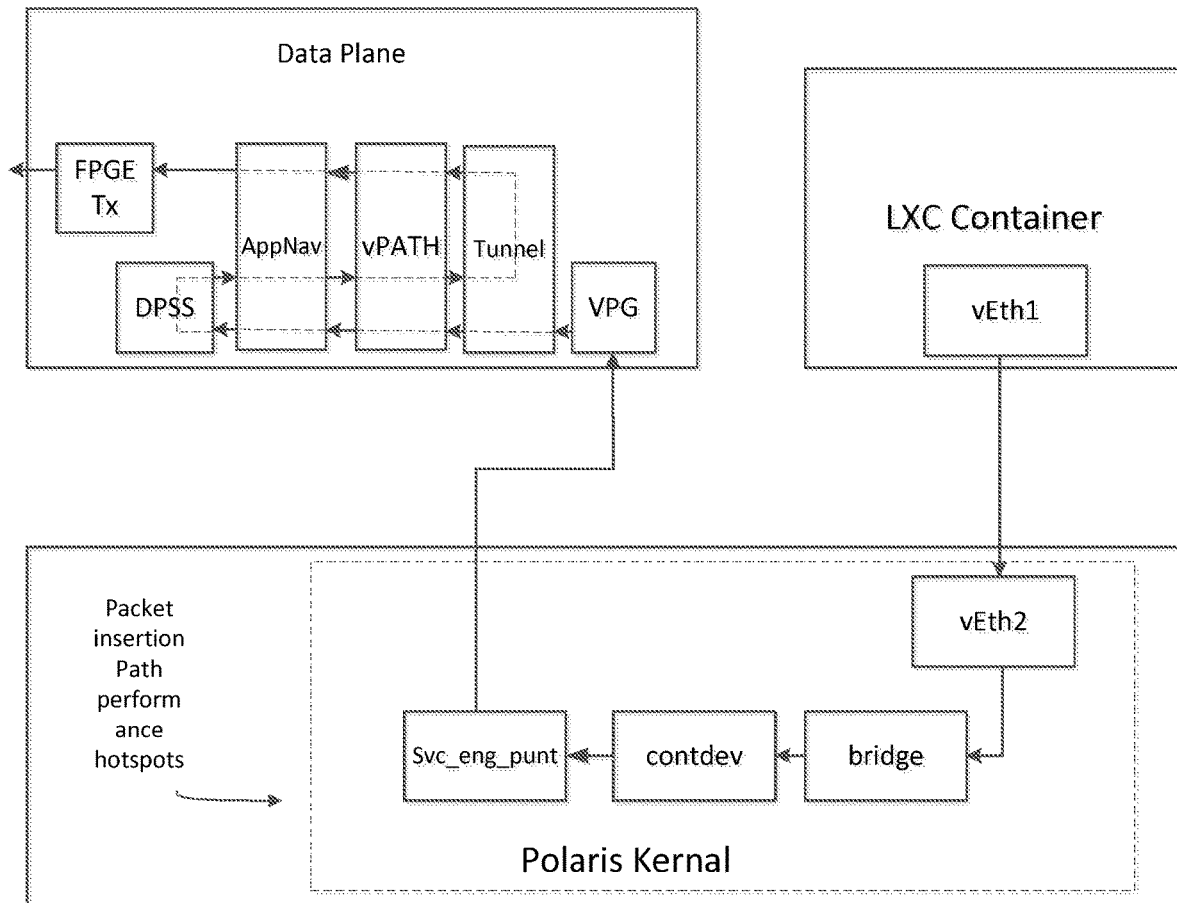 Data Plane
FPGE
Tx
AppNav
vPATH
Tunnel
DPSS
VPG
LXC Container
vEth1
Packet
insertion
Path
perform
ance
hotspots
vEth2
Svc_eng_punt
contdev
bridge
Polaris Kernal